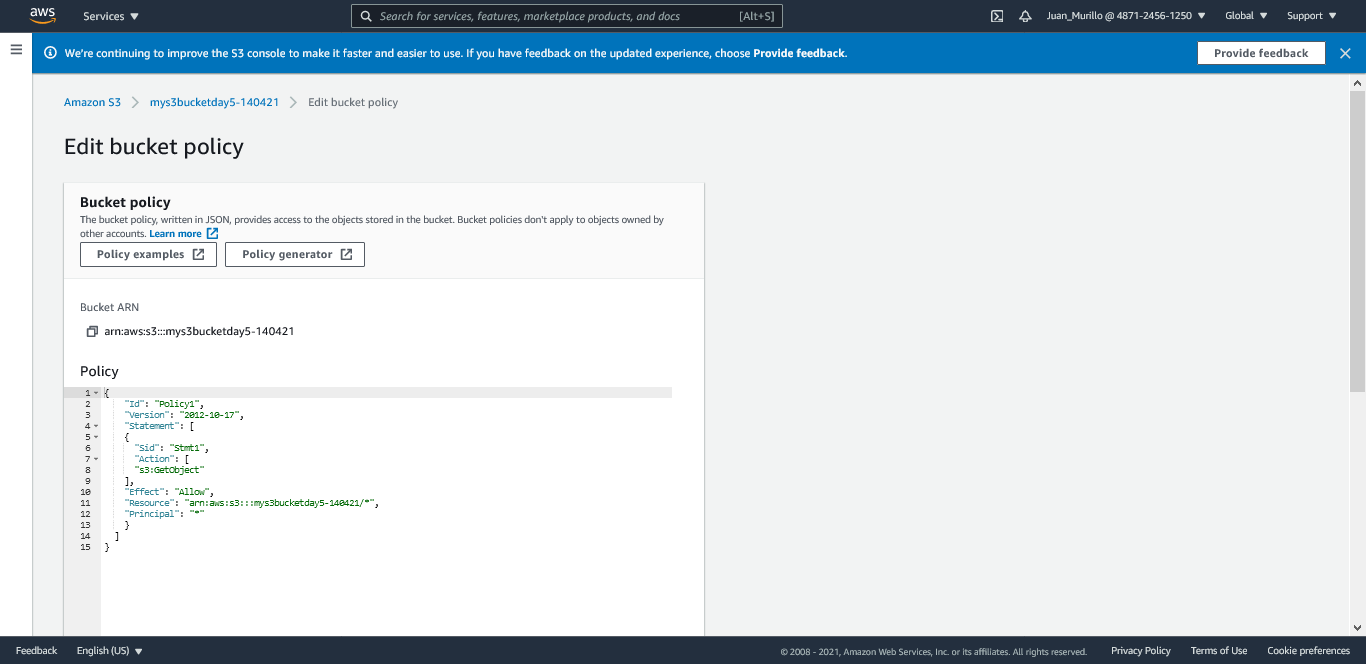 aws
Services ▼
Search for services, features, marketplace products, and docs [Alt+S]
Juan_Murillo @ 4871-2456-1250 ▼
Global ▼
Support ▼
We're continuing to improve the S3 console to make it faster and easier to use. If you have feedback on the updated experience, choose Provide feedback.
Provide feedback
Amazon S3 > mys3bucketday5-140421 > Edit bucket policy
Edit bucket policy
Bucket policy
The bucket policy, written in JSON, provides access to the objects stored in the bucket. Bucket policies don't apply to objects owned by
other accounts. Learn more
Policy examples
Policy generator
Bucket ARN
arn:aws:s3:::mys3bucketday5-140421
Policy
1 {
2 "Id": "Policy1",
3 "Version": "2012-10-17",
4 "Statement": [
5 {
6 "Sid": "Stmt1",
7 "Action": [
8 "s3:GetObject"
9 ],
10 "Effect": "Allow",
11 "Resource": "arn:aws:s3:::mys3bucketday5-140421/*",
12 "Principal": "*"
13 }
14 ]
15 }
Feedback
English (US) ▼
© 2008 - 2021, Amazon Web Services, Inc. or its affiliates. All rights reserved.
Privacy Policy
Terms of Use
Cookie preferences